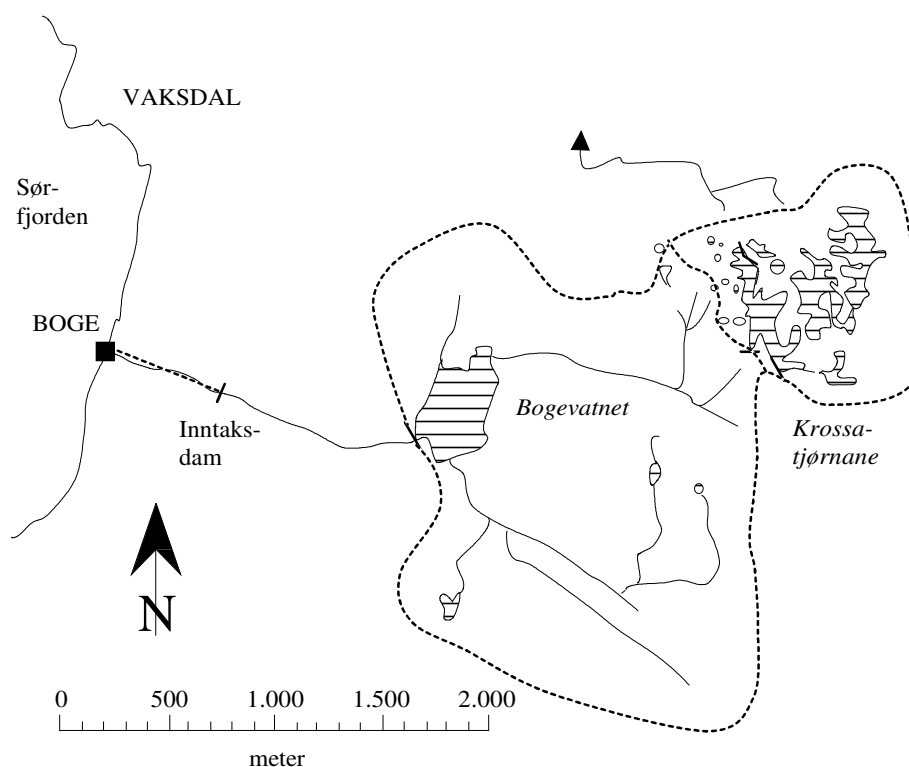 VAKSDAL
Sør-
fjorden
BOGE
Inntaks-
dam
Bogevatnet
Krossa-
tjørnane
N
0 500 1.000 1.500 2.000
meter